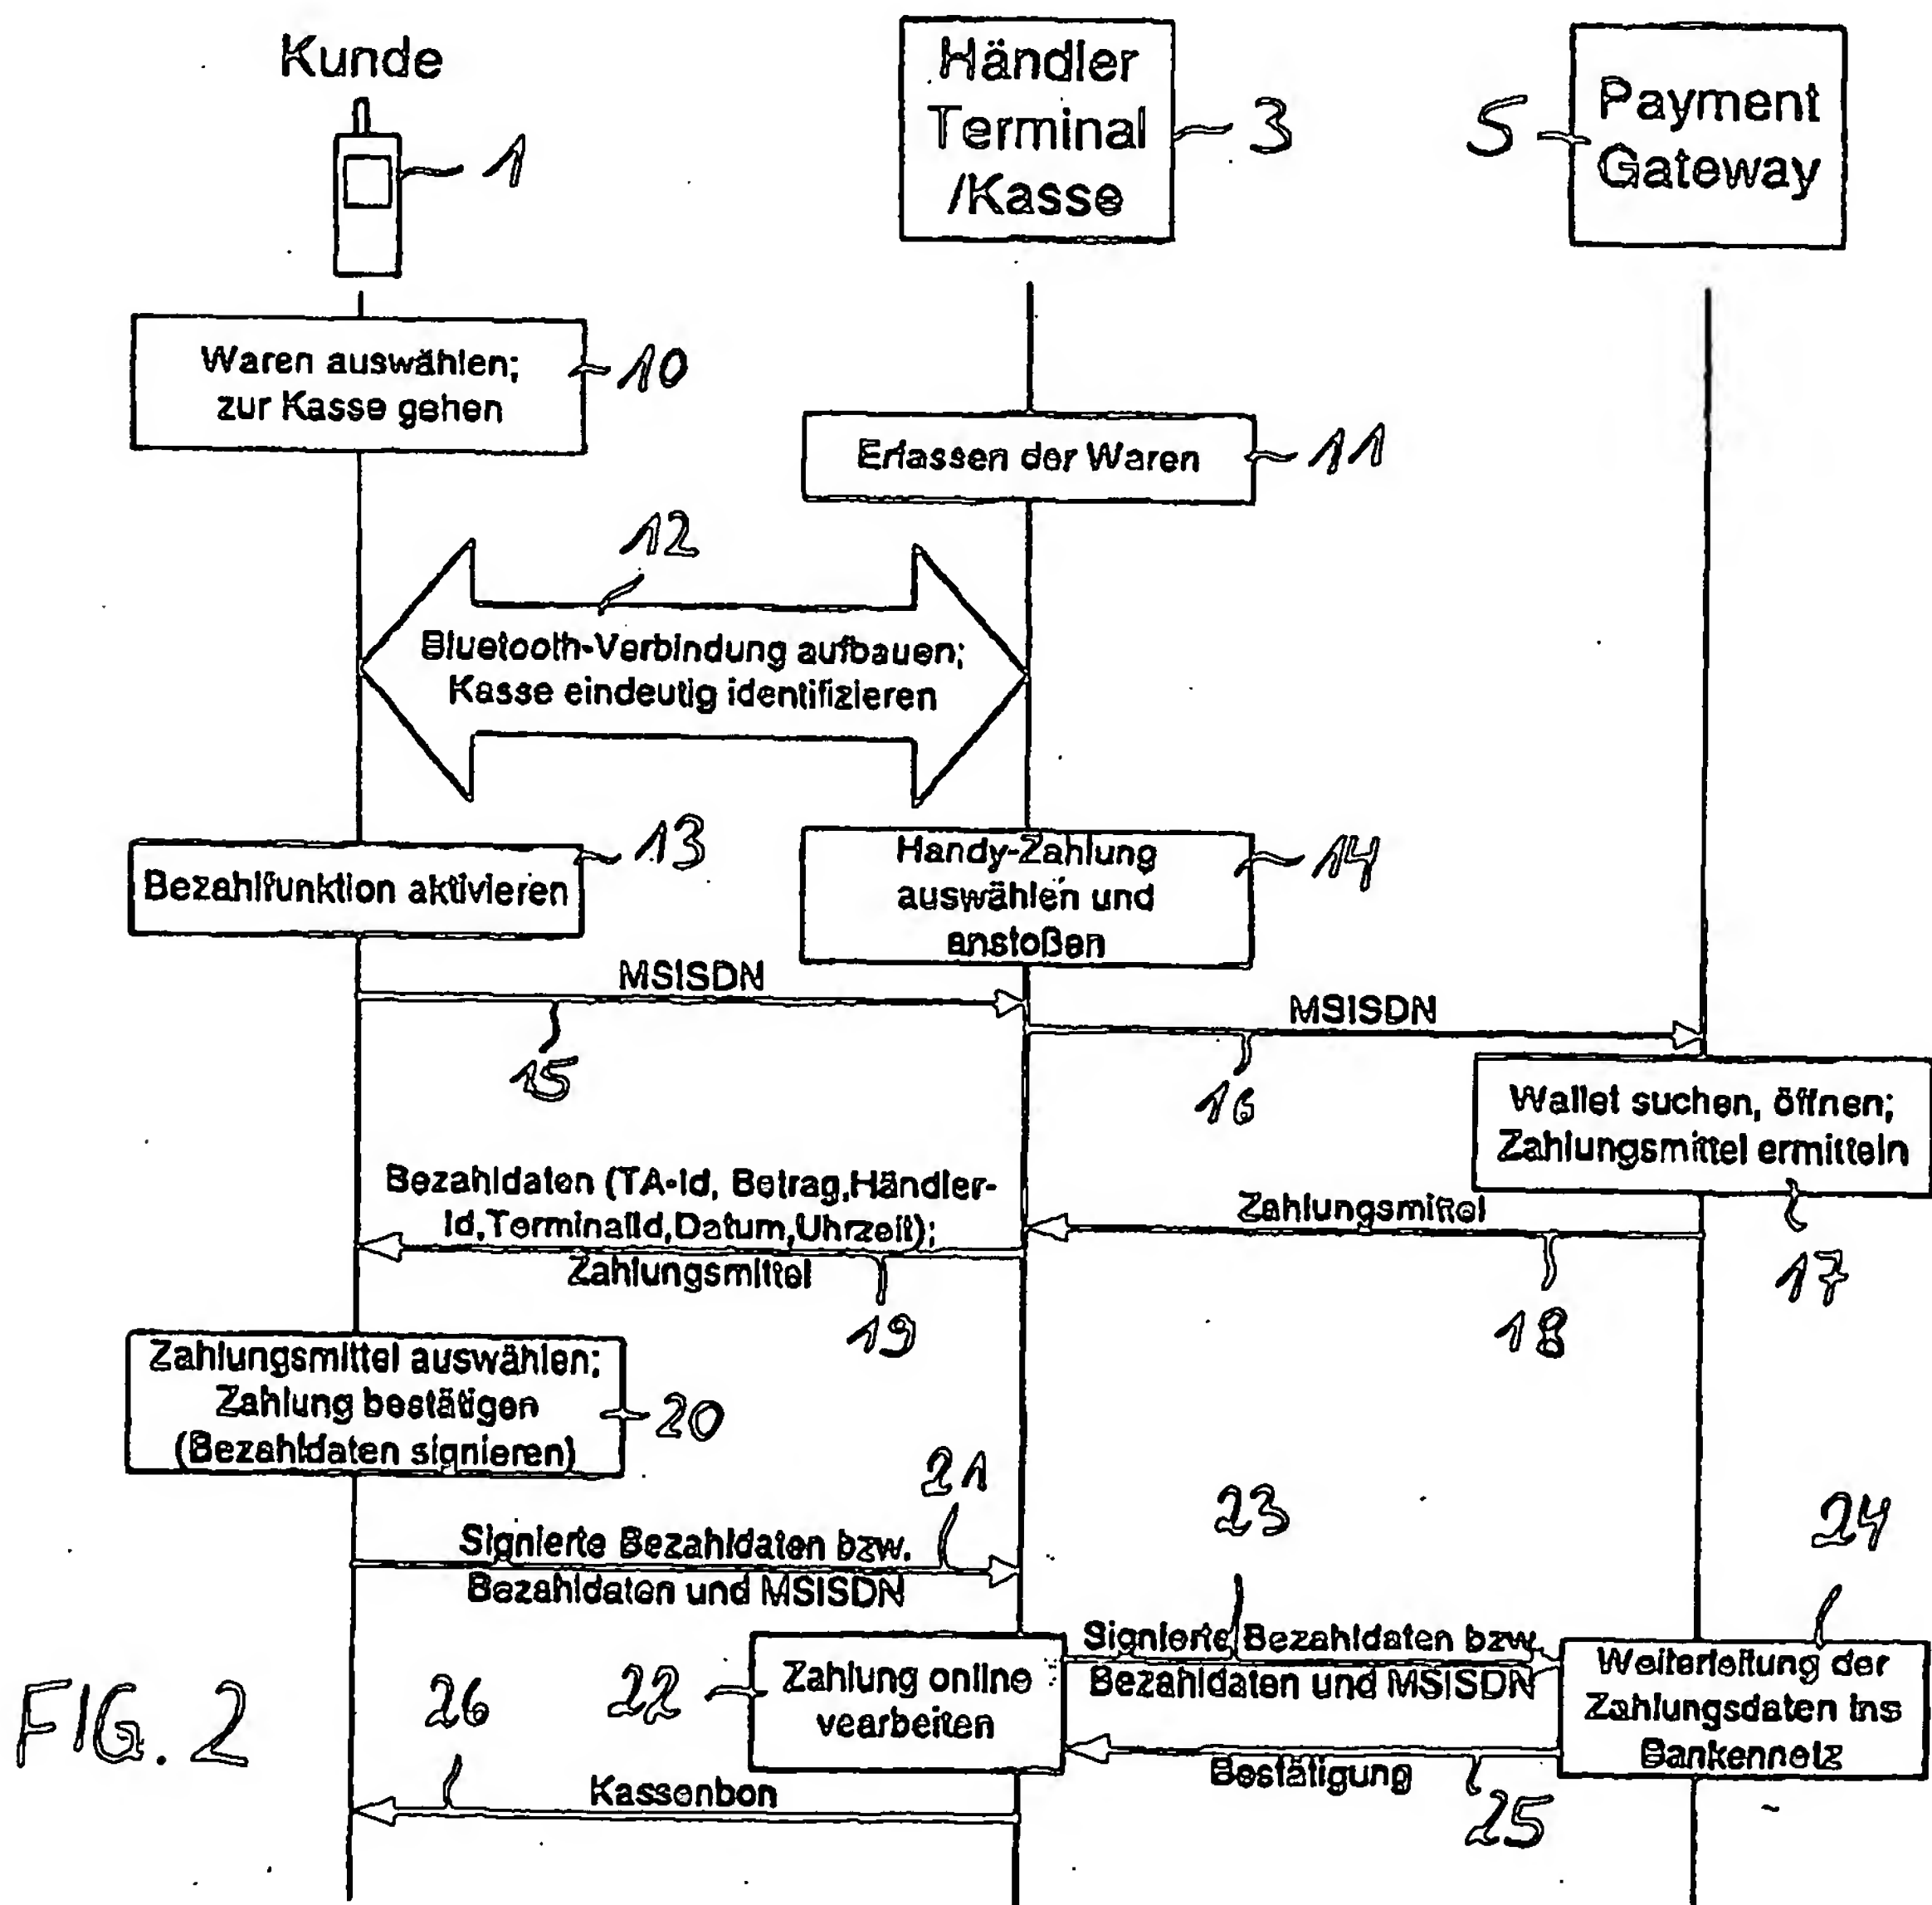 Kunde
1
Händler
Terminal
/Kasse
3
5
Payment
Gateway
Waren auswählen;
zur Kasse gehen
10
Erfassen der Waren
11
12
Bluetooth-Verbindung aufbauen;
Kasse eindeutig identifizieren
13
Bezahlfunktion aktivieren
Handy-Zahlung
auswählen und
anstoßen
14
MSISDN
15
MSISDN
16
Wallet suchen, öffnen;
Zahlungsmittel ermitteln
17
Zahlungsmittel
18
Bezahldaten (TA-Id, Betrag,Händler-
Id,TerminalId,Datum,Uhrzeit);
Zahlungsmittel
19
Zahlungsmittel auswählen;
Zahlung bestätigen
(Bezahldaten signieren)
20
21
Signierte Bezahldaten bzw.
Bezahldaten und MSISDN
22
Zahlung online
vearbeiten
23
Signierte Bezahldaten bzw.
Bezahldaten und MSISDN
24
Weiterleitung der
Zahlungsdaten ins
Bankennetz
Bestätigung
25
26
Kassenbon
FIG. 2